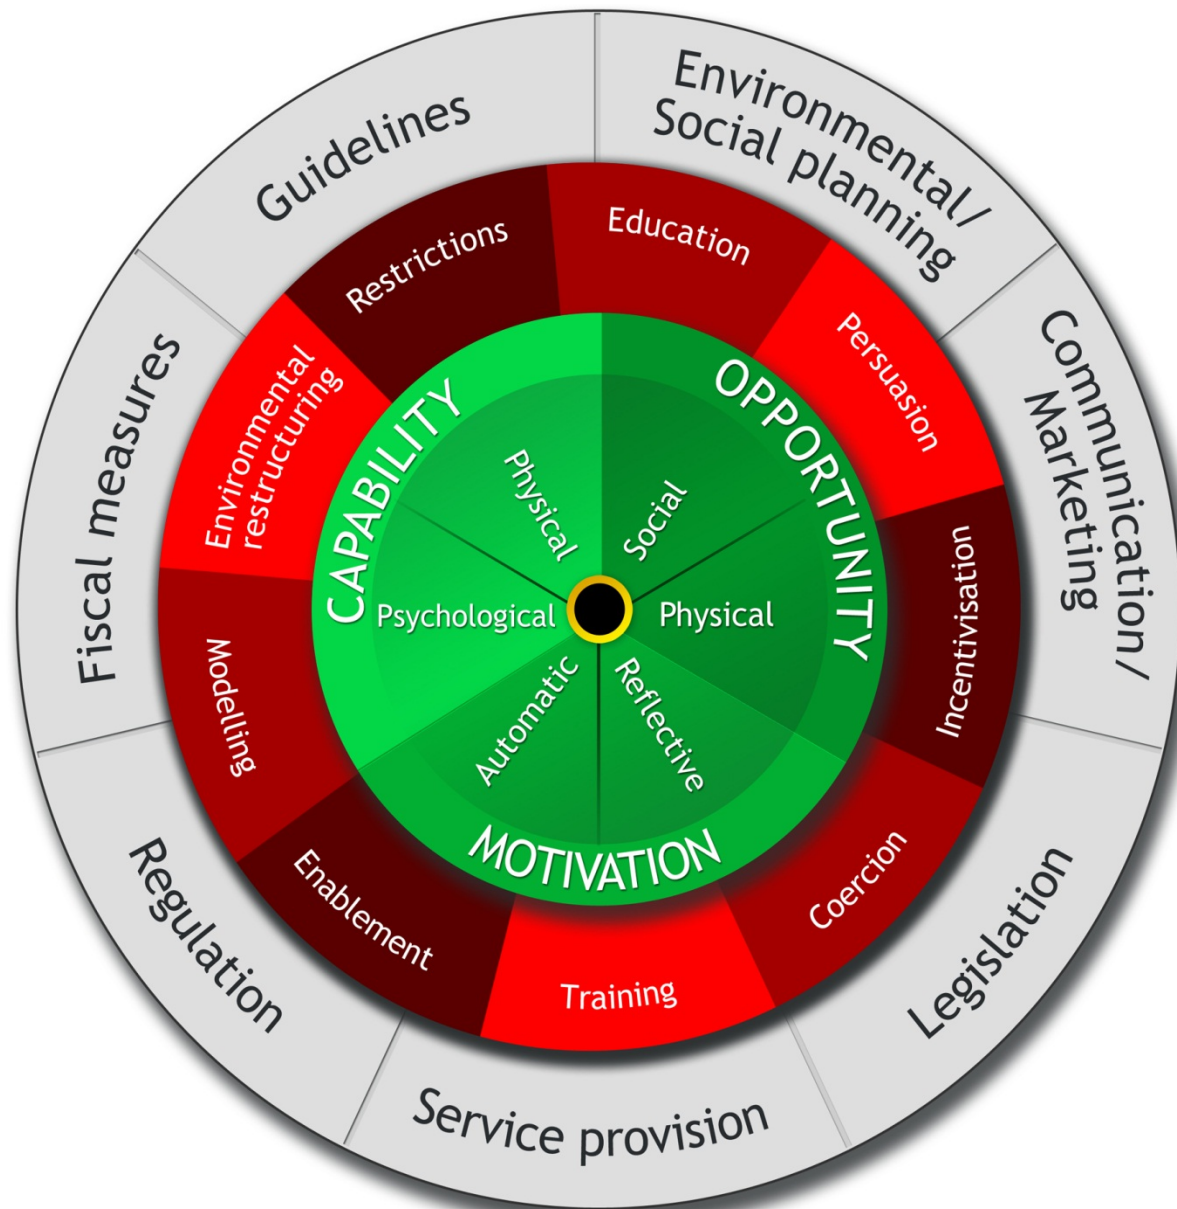 Guidelines
Environmental/
Social planning
Communication/
Marketing
Legislation
Service provision
Regulation
Fiscal measures
Restrictions
Education
Persuasion
Incentivisation
Coercion
Training
Enablement
Modelling
Environmental
restructuring
CAPABILITY
OPPORTUNITY
MOTIVATION
Physical
Social
Physical
Reflective
Automatic
Psychological